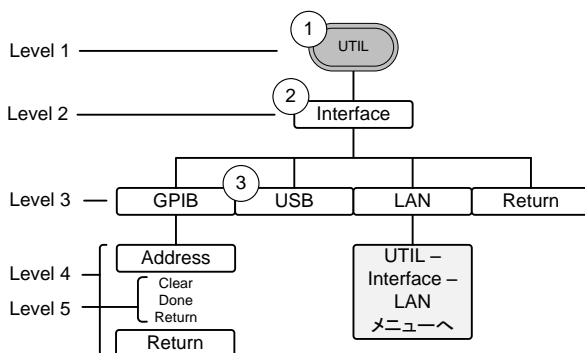 1
Level 1
UTIL
2
Level 2
Interface
3
Level 3
GPIB
USB
LAN
Return
Level 4
Address
Level 5
Clear
Done
Return
Return
UTIL –
Interface –
LAN
メニューへ